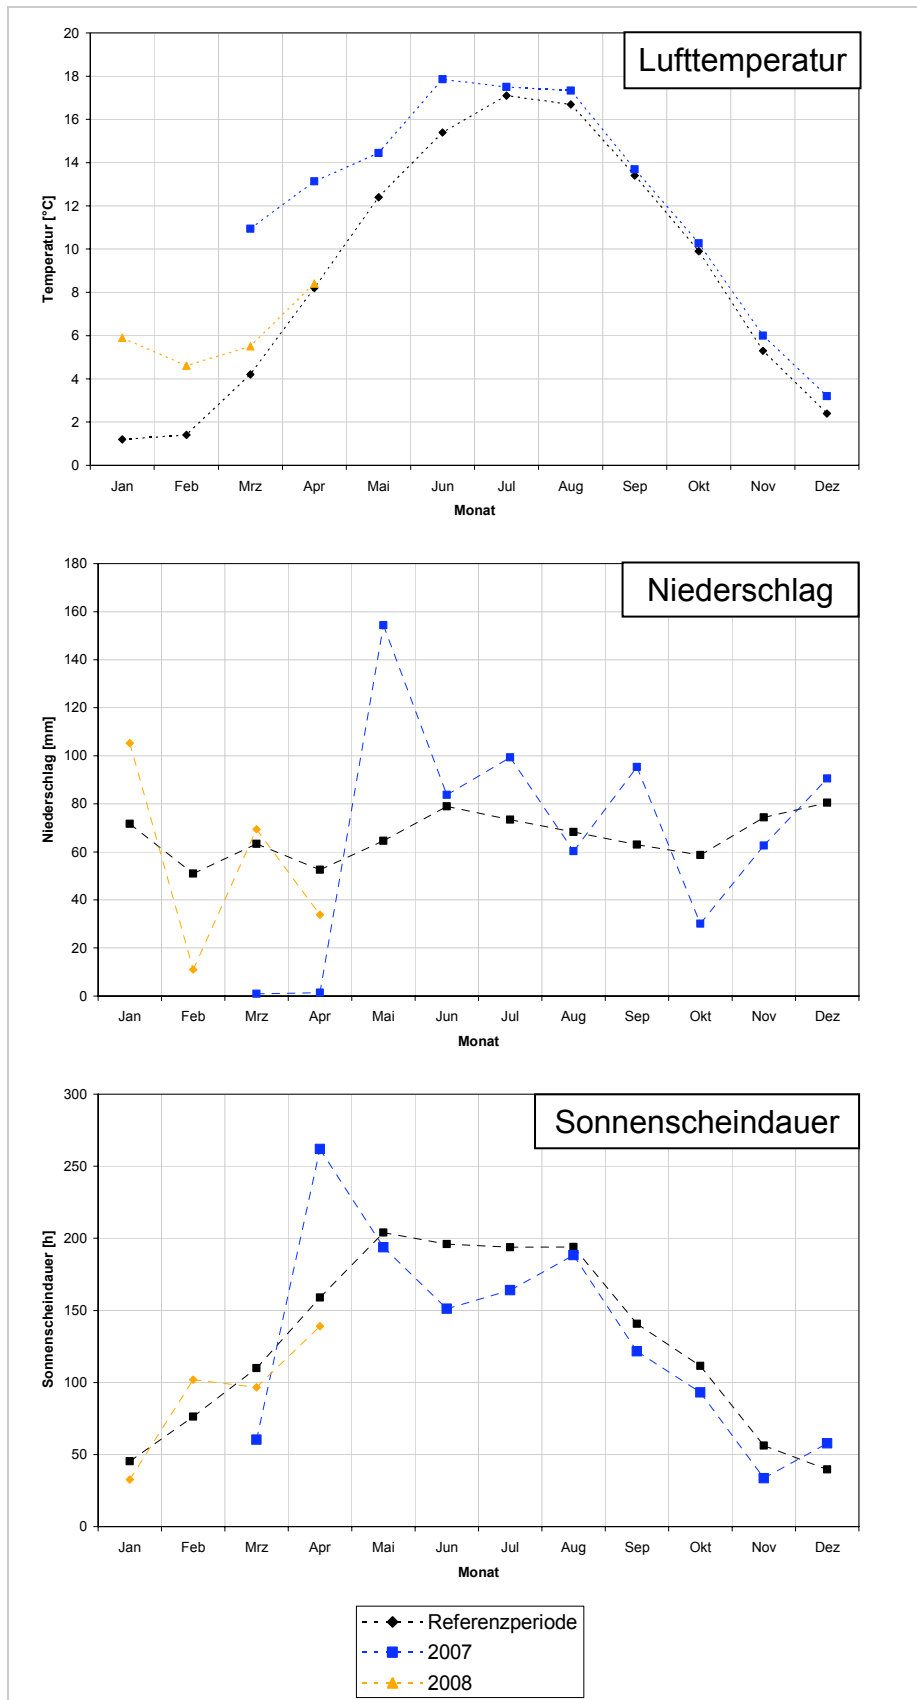 Lufttemperatur
20
18
16
14
12
10
8
6
4
2
0
Temperatur [°C]
Jan Feb Mrz Apr Mai Jun Jul Aug Sep Okt Nov Dez
Monat
Niederschlag
180
160
140
120
100
80
60
40
20
0
Niederschlag [mm]
Jan Feb Mrz Apr Mai Jun Jul Aug Sep Okt Nov Dez
Monat
Sonnenscheindauer
300
250
200
150
100
50
0
Sonnenscheindauer [h]
Jan Feb Mrz Apr Mai Jun Jul Aug Sep Okt Nov Dez
Monat
Referenzperiode
2007
2008